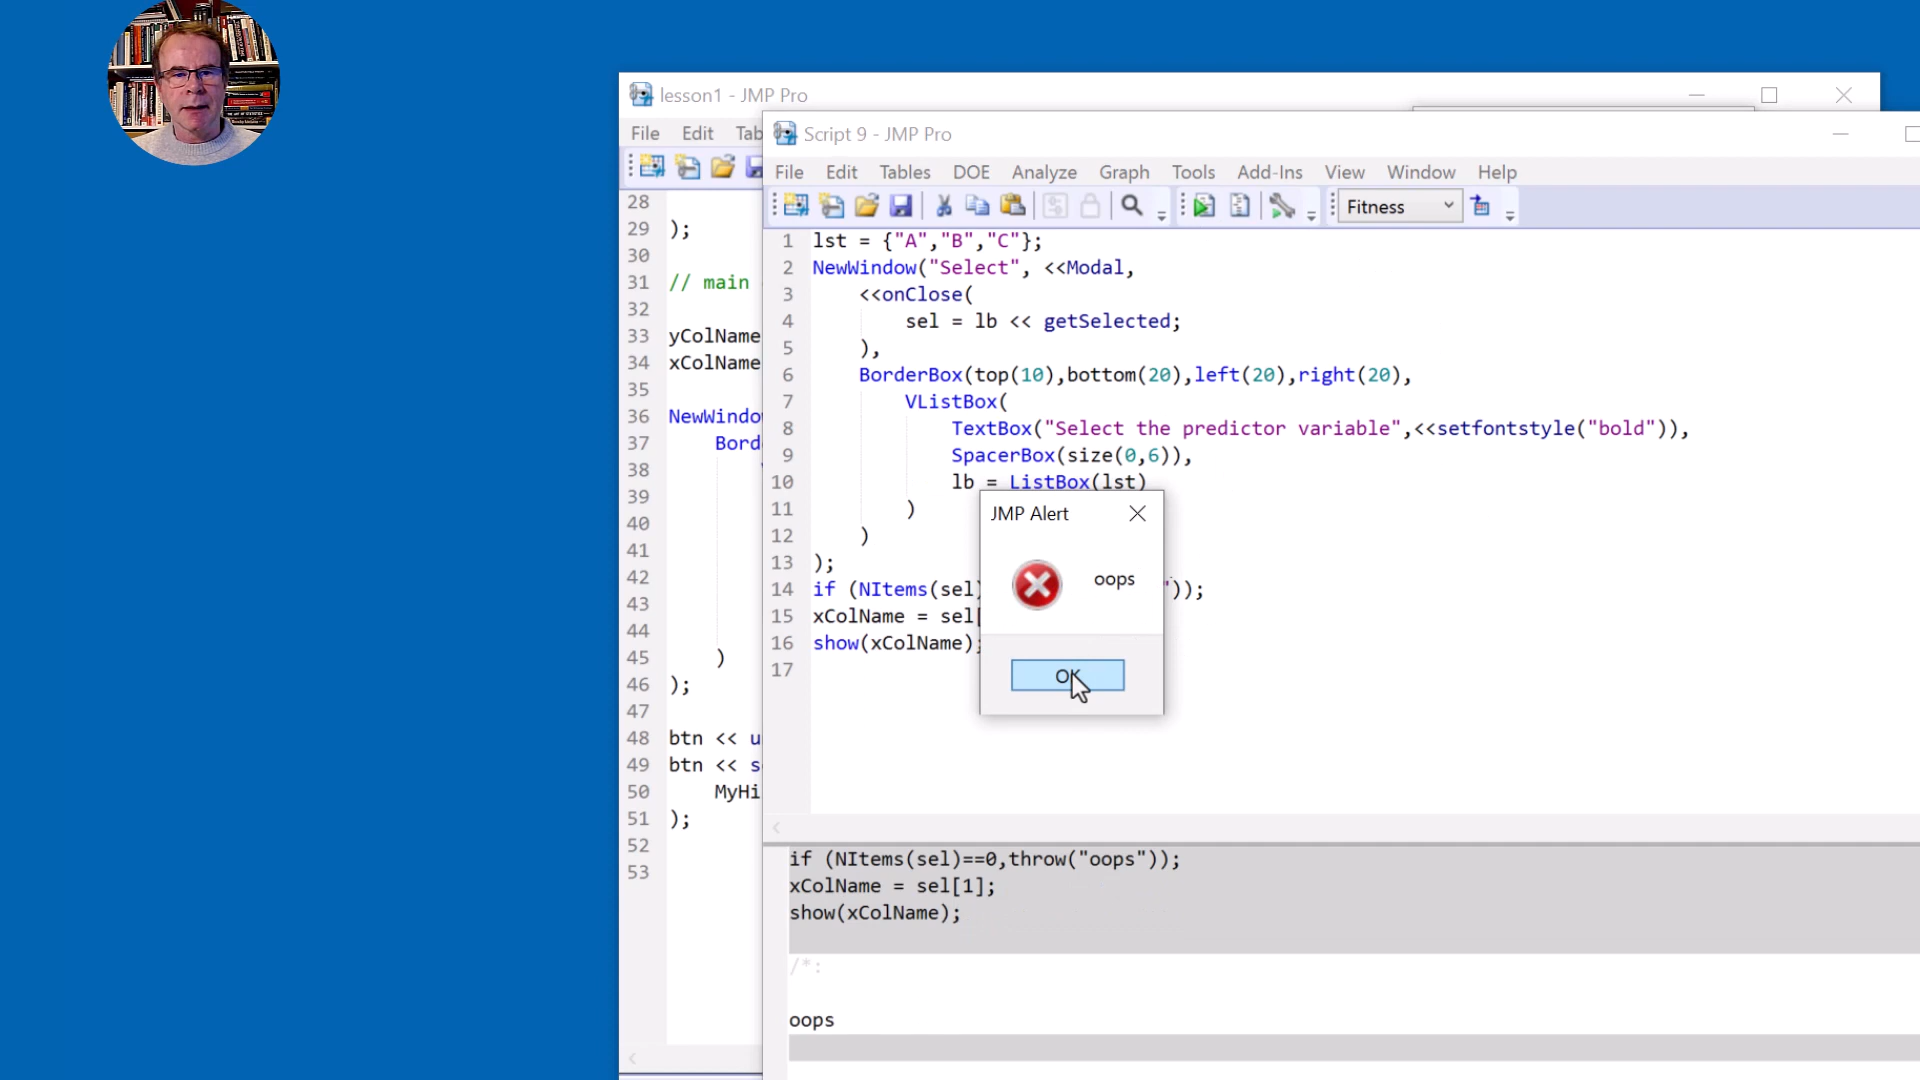 lesson1 - JMP Pro
File Edit Tab
28
29 );
30
31 // main
32
33 yColName
34 xColName
35
36 NewWindow
37 Bord
38
39
40
41
42
43
44
45 )
46 );
47
48 btn << u
49 btn << s
50 MyHi
51 );
52
53
Script 9 - JMP Pro
File Edit Tables DOE Analyze Graph Tools Add-Ins View Window Help
Fitness
1 lst = {"A","B","C"};
2 NewWindow("Select", <<Modal,
3 <<onClose(
4 sel = lb << getSelected;
5 ),
6 BorderBox(top(10),bottom(20),left(20),right(20),
7 VListBox(
8 TextBox("Select the predictor variable",<<setfontstyle("bold")),
9 SpacerBox(size(0,6)),
10 lb = ListBox(lst)
11 )
12 )
13 );
14 if (NItems(sel) "));
15 xColName = sel[
16 show(xColName);
17
JMP Alert
oops
OK
if (NItems(sel)==0,throw("oops"));
xColName = sel[1];
show(xColName);
/*:
oops